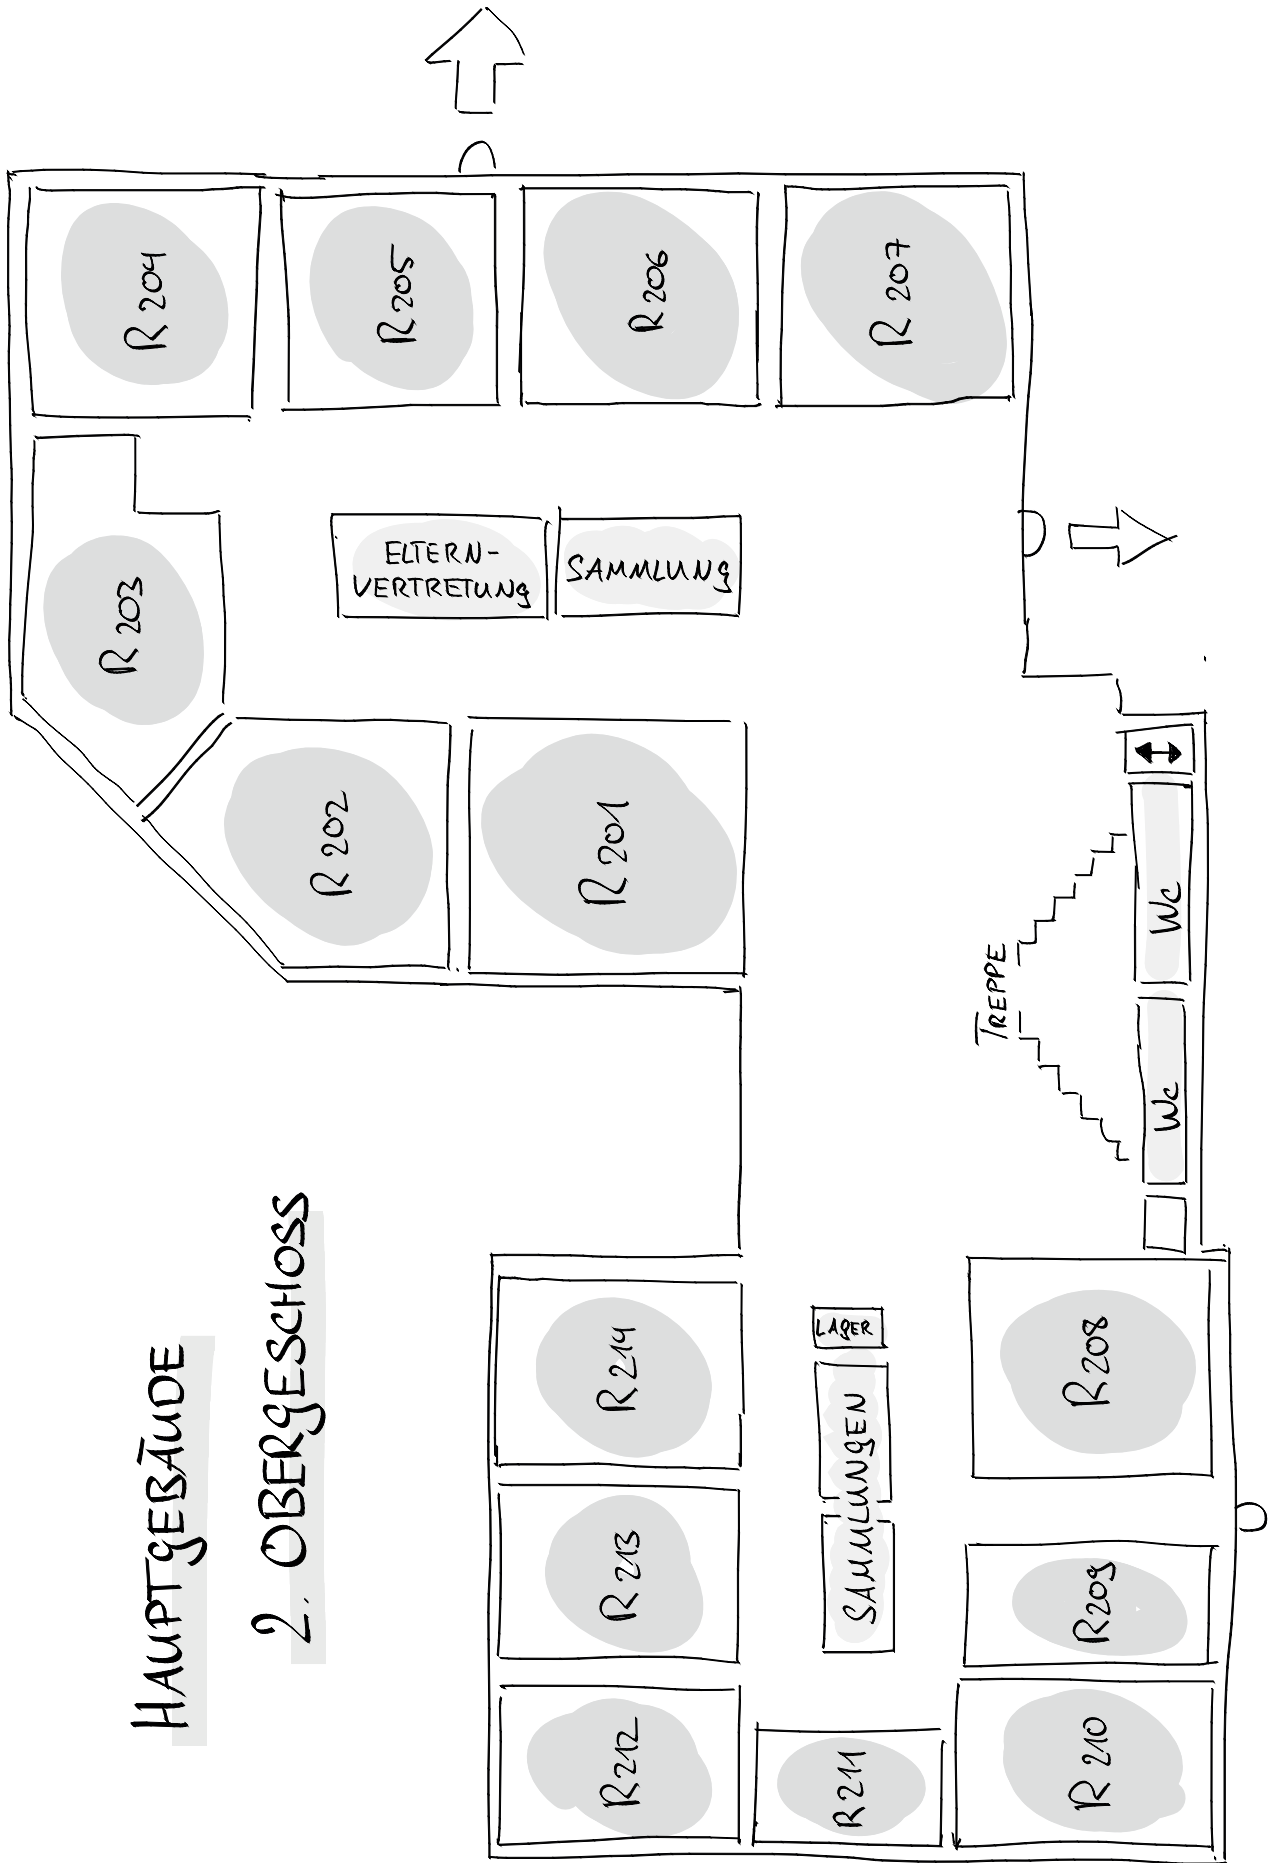 HAUPTGEBÄUDE
2. OBERGESCHOSS
R 204
R 205
R 206
R 207
R 203
ELTERN-
VERTRETUNG
SAMMLUNG
R 202
R 201
TREPPE
WC
WC
R 214
LAGER
R 208
R 213
SAMMLUNGEN
R 209
R 212
R 211
R 210